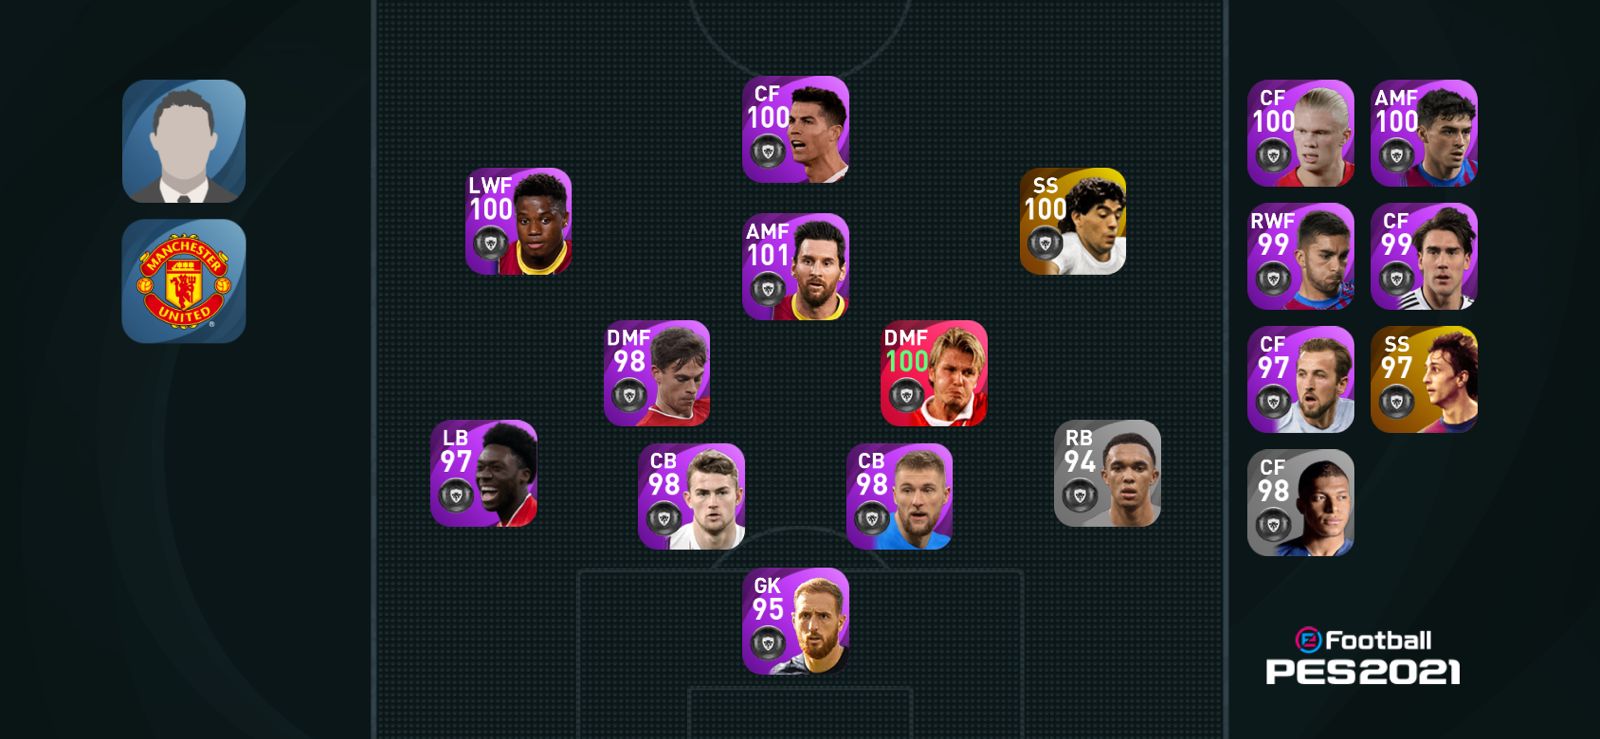 MANCHESTER
UNITED
®
CF
100
LWF
100
SS
100
AMF
101
DMF
98
DMF
100
LB
97
CB
98
CB
98
RB
94
GK
95
CF
100
AMF
100
RWF
99
CF
99
CF
97
SS
97
CF
98
eFootball
PES2021